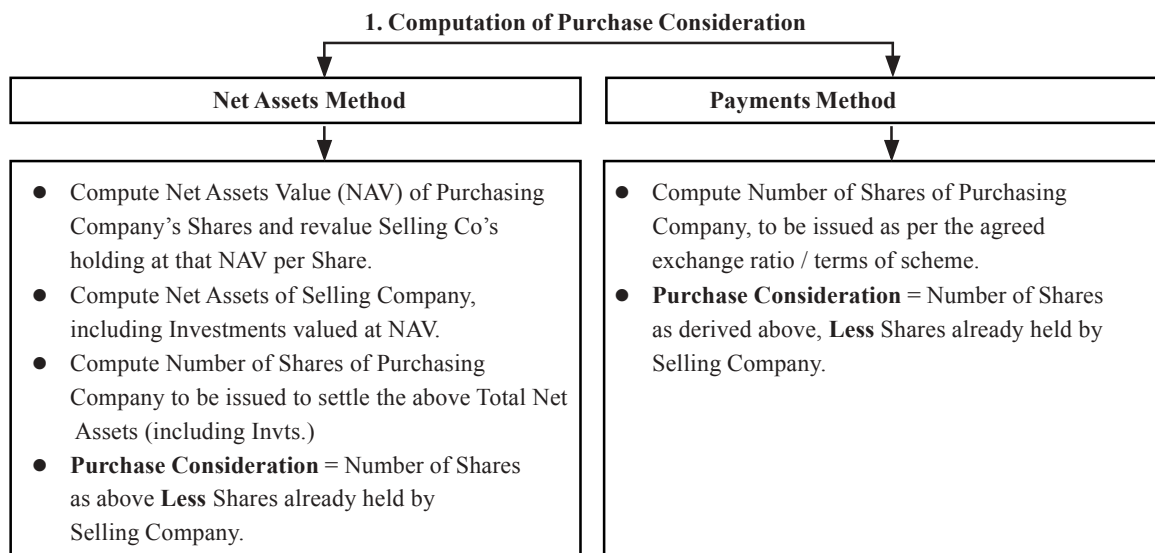 1. Computation of Purchase Consideration
Net Assets Method
● Compute Net Assets Value (NAV) of Purchasing
Company’s Shares and revalue Selling Co’s
holding at that NAV per Share.
● Compute Net Assets of Selling Company,
including Investments valued at NAV.
● Compute Number of Shares of Purchasing
Company to be issued to settle the above Total Net
Assets (including Invts.)
● Purchase Consideration = Number of Shares
as above Less Shares already held by
Selling Company.
Payments Method
● Compute Number of Shares of Purchasing
Company, to be issued as per the agreed
exchange ratio / terms of scheme.
● Purchase Consideration = Number of Shares
as derived above, Less Shares already held by
Selling Company.